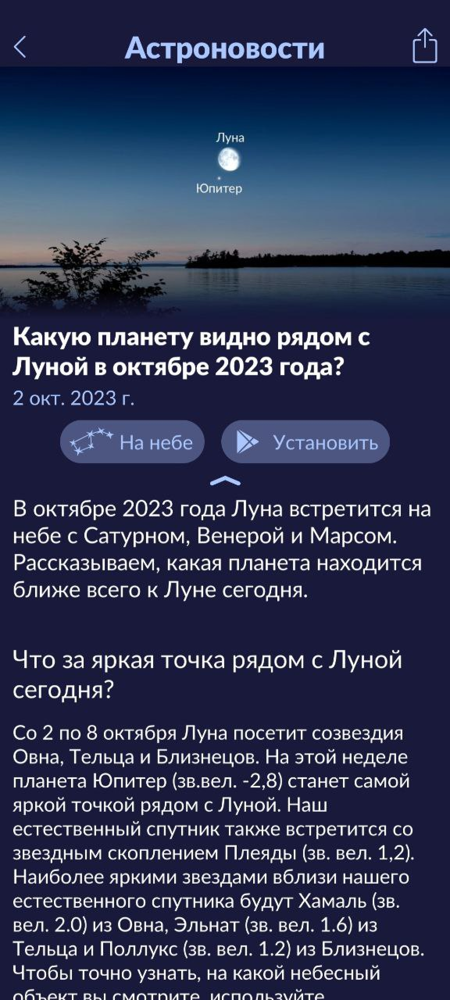 Астроновости
Луна
Юпитер
Какую планету видно рядом с
Луной в октябре 2023 года?
2 окт. 2023 г.
На небе
Установить
В октябре 2023 года Луна встретится на
небе с Сатурном, Венерой и Марсом.
Рассказываем, какая планета находится
ближе всего к Луне сегодня.
Что за яркая точка рядом с Луной
сегодня?
Со 2 по 8 октября Луна посетит созвездия
Овна, Тельца и Близнецов. На этой неделе
планета Юпитер (зв.вел. -2,8) станет самой
яркой точкой рядом с Луной. Наш
естественный спутник также встретится со
звездным скоплением Плеяды (зв. вел. 1,2).
Наиболее яркими звездами вблизи нашего
естественного спутника будут Хамаль (зв.
вел. 2.0) из Овна, Эльнат (зв. вел. 1.6) из
Тельца и Поллукс (зв. вел. 1.2) из Близнецов.
Чтобы точно узнать, на какой небесный
объект вы смотрите, используйте